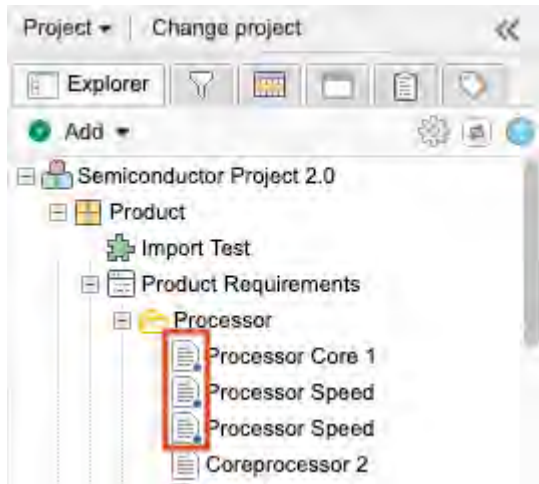 Project Change project
Explorer
Add
Semiconductor Project 2.0
Product
Import Test
Product Requirements
Processor
Processor Core 1
Processor Speed
Processor Speed
Coreprocessor 2